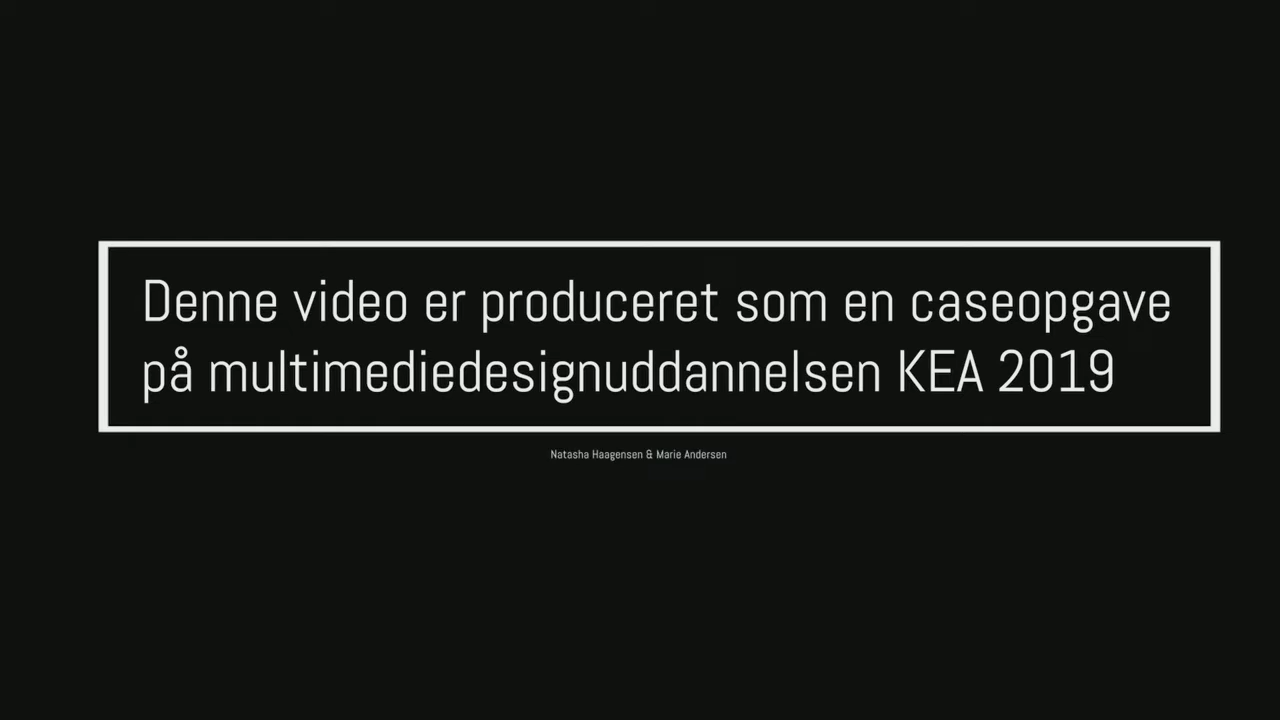 Denne video er produceret som en caseopgave
på multimediedesignuddannelsen KEA 2019
Natasha Haagensen & Marie Andersen